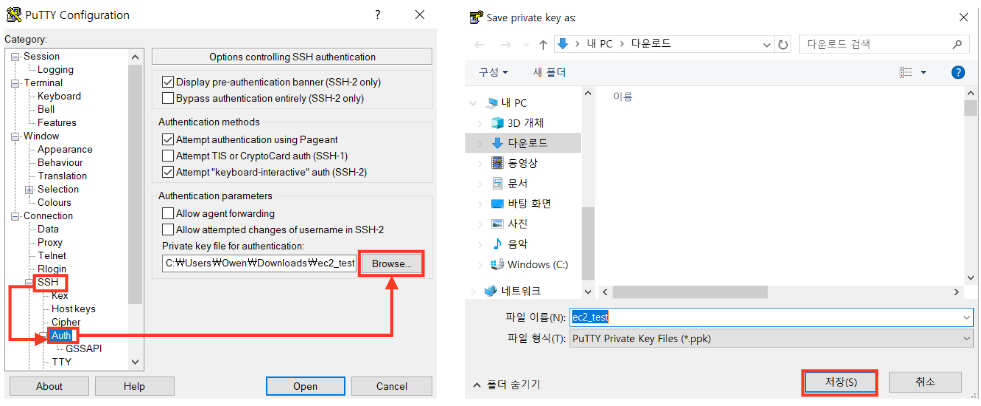 PuTTY Configuration
Category:
Session
Logging
Terminal
Keyboard
Bell
Features
Window
Appearance
Behaviour
Translation
Selection
Colours
Connection
Data
Proxy
Telnet
Rlogin
SSH
Kex
Host keys
Cipher
Auth
GSSAPI
TTY
Options controlling SSH authentication
Display pre-authentication banner (SSH-2 only)
Bypass authentication entirely (SSH-2 only)
Authentication methods
Attempt authentication using Pageant
Attempt TIS or CryptoCard auth (SSH-1)
Attempt "keyboard-interactive" auth (SSH-2)
Authentication parameters
Allow agent forwarding
Allow attempted changes of username in SSH-2
Private key file for authentication:
C:₩Users₩Owen₩Downloads₩ec2_test
Browse...
About
Help
Open
Cancel
Save private key as:
내 PC > 다운로드
다운로드 검색
구성
새 폴더
이름
내 PC
3D 개체
다운로드
동영상
문서
바탕 화면
사진
음악
Windows (C:)
네트워크
파일 이름(N): ec2_test
파일 형식(T): PuTTY Private Key Files (*.ppk)
폴더 숨기기
저장(S)
취소